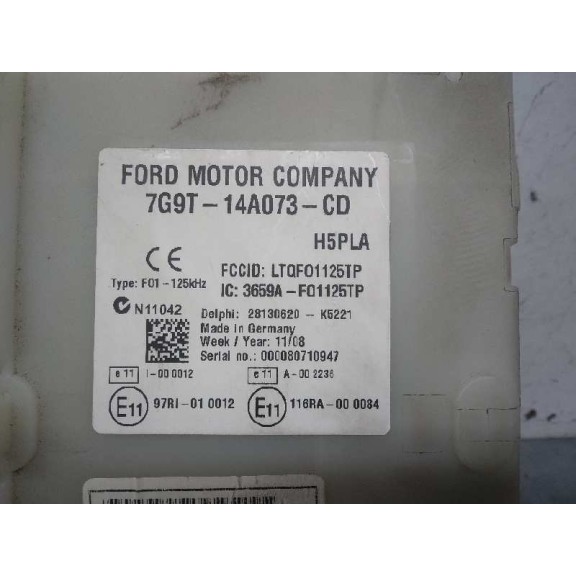 FORD MOTOR COMPANY
7G9T-14A073-CD
H5PLA
CE
FCCID: LTQFO1125TP
Type: F01-125kHz
IC: 3659A-FO1125TP
N11042
Delphi: 28130620 - K5221
Made in Germany
Week / Year: 11/08
Serial no.: 000080710947
e 11 I-00 0012
e 11 A-00 2236
E11 97RI-01 0012
E11 116RA-00 0084